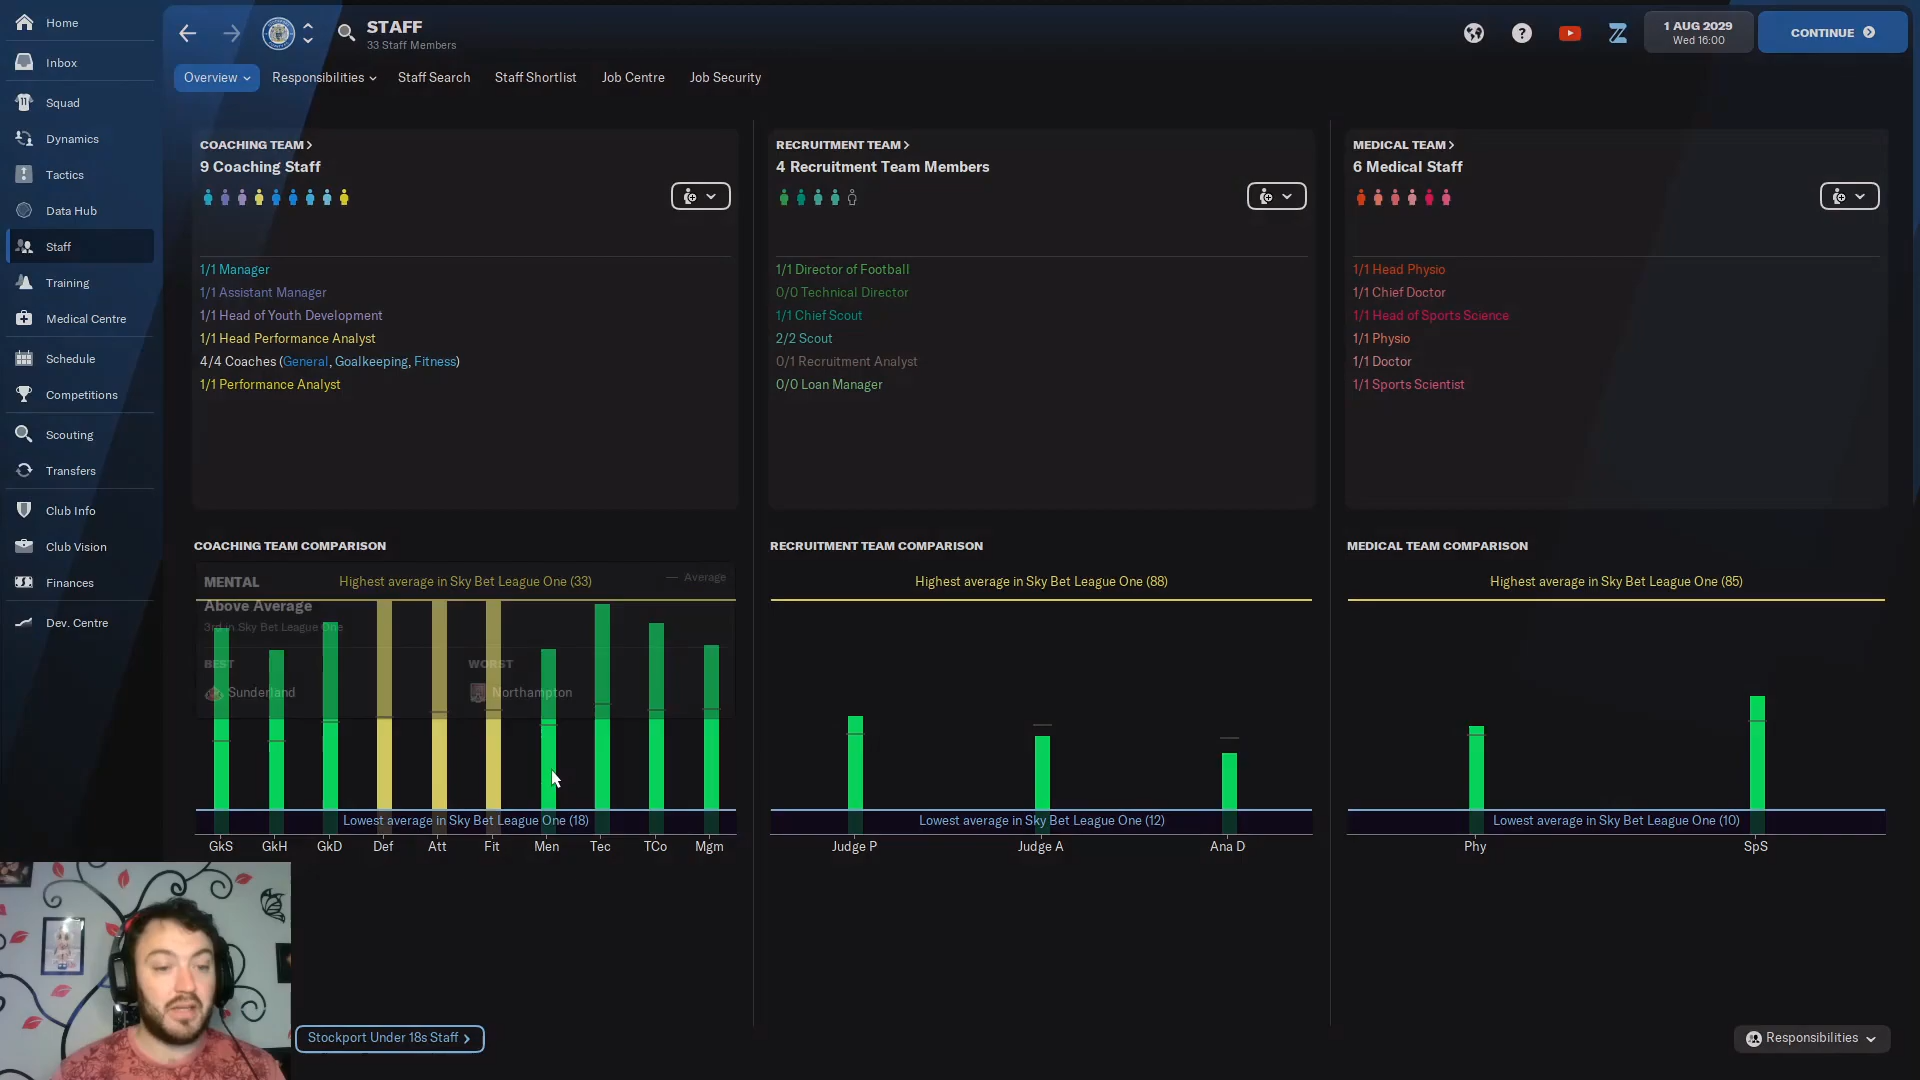 Home
Inbox
Squad
Dynamics
Tactics
Data Hub
Staff
Training
Medical Centre
Schedule
Competitions
Scouting
Transfers
Club Info
Club Vision
Finances
Dev. Centre
STAFF
33 Staff Members
1 AUG 2029
Wed 16:00
CONTINUE
Overview
Responsibilities
Staff Search
Staff Shortlist
Job Centre
Job Security
COACHING TEAM >
9 Coaching Staff
1/1 Manager
1/1 Assistant Manager
1/1 Head of Youth Development
1/1 Head Performance Analyst
4/4 Coaches (General, Goalkeeping, Fitness)
1/1 Performance Analyst
RECRUITMENT TEAM >
4 Recruitment Team Members
1/1 Director of Football
0/0 Technical Director
1/1 Chief Scout
2/2 Scout
0/1 Recruitment Analyst
0/0 Loan Manager
MEDICAL TEAM >
6 Medical Staff
1/1 Head Physio
1/1 Chief Doctor
1/1 Head of Sports Science
1/1 Physio
1/1 Doctor
1/1 Sports Scientist
COACHING TEAM COMPARISON
MENTAL
Highest average in Sky Bet League One (33)
Average
Above Average
3rd in Sky Bet League One
BEST
WORST
Sunderland
Northampton
Lowest average in Sky Bet League One (18)
GkS GkH GkD Def Att Fit Men Tec TCo Mgm
RECRUITMENT TEAM COMPARISON
Highest average in Sky Bet League One (88)
Lowest average in Sky Bet League One (12)
Judge P Judge A Ana D
MEDICAL TEAM COMPARISON
Highest average in Sky Bet League One (85)
Lowest average in Sky Bet League One (10)
Phy SpS
Stockport Under 18s Staff >
Responsibilities